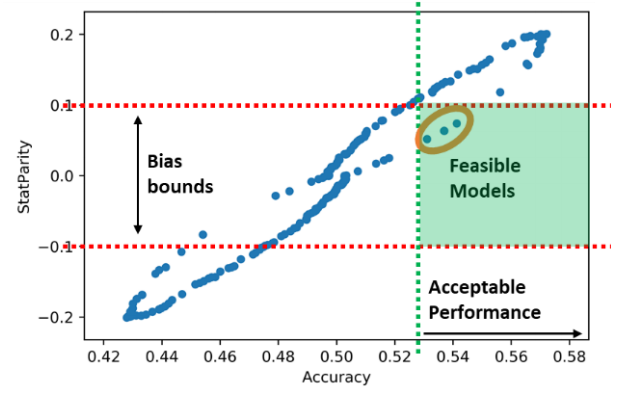 0.2
0.1
0.0
−0.1
−0.2
StatParity
Bias
bounds
Feasible
Models
Acceptable
Performance
0.42
0.44
0.46
0.48
0.50
0.52
0.54
0.56
0.58
Accuracy